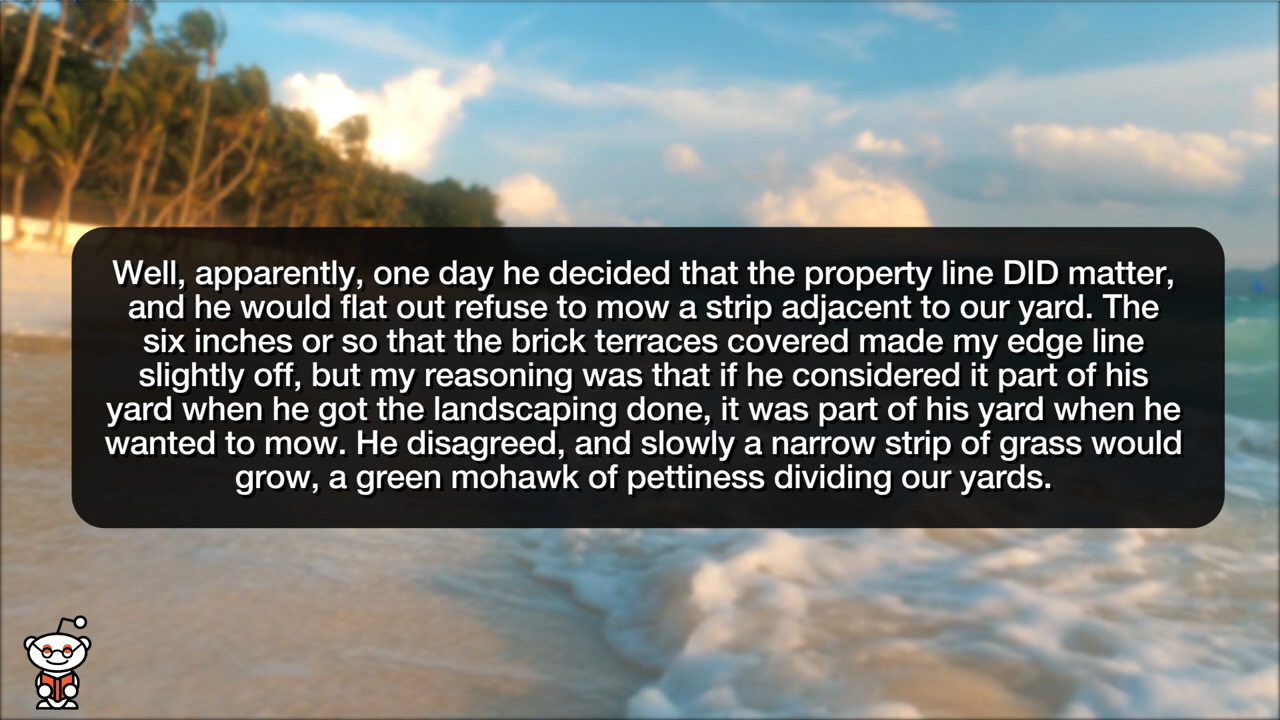 Well, apparently, one day he decided that the property line DID matter,
and he would flat out refuse to mow a strip adjacent to our yard. The
six inches or so that the brick terraces covered made my edge line
slightly off, but my reasoning was that if he considered it part of his
yard when he got the landscaping done, it was part of his yard when he
wanted to mow. He disagreed, and slowly a narrow strip of grass would
grow, a green mohawk of pettiness dividing our yards.